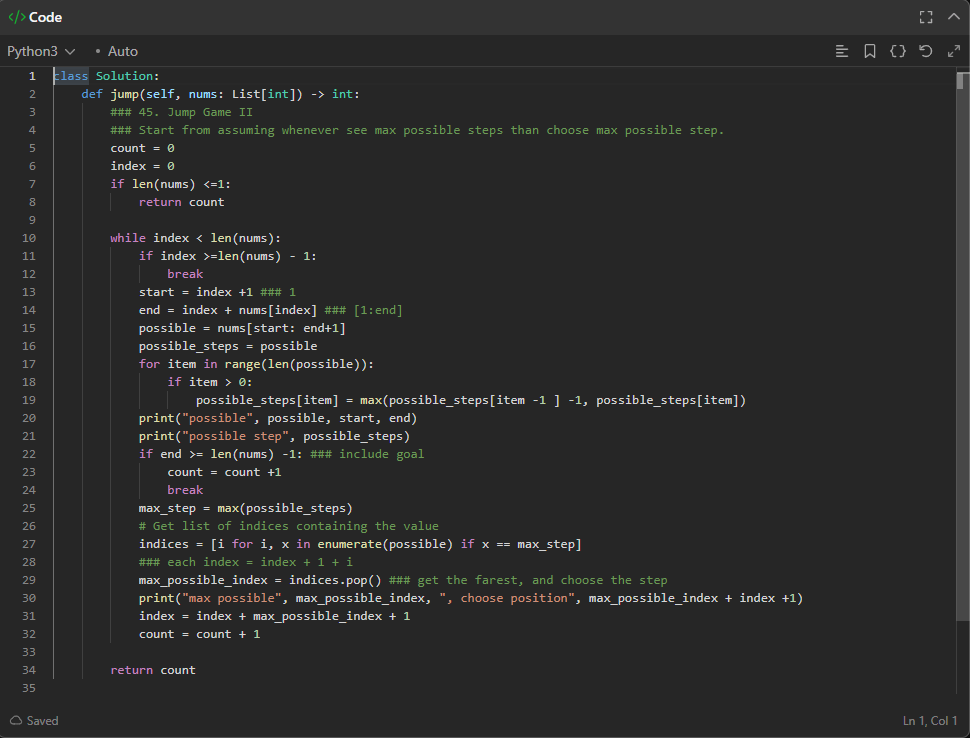 </> Code
Python3 • Auto
1 class Solution:
2     def jump(self, nums: List[int]) -> int:
3         ### 45. Jump Game II
4         ### Start from assuming whenever see max possible steps than choose max possible step.
5         count = 0
6         index = 0
7         if len(nums) <=1:
8             return count
9
10         while index < len(nums):
11             if index >=len(nums) - 1:
12                 break
13             start = index +1 ### 1
14             end = index + nums[index] ### [1:end]
15             possible = nums[start: end+1]
16             possible_steps = possible
17             for item in range(len(possible)):
18                 if item > 0:
19                     possible_steps[item] = max(possible_steps[item -1 ] -1, possible_steps[item])
20             print("possible", possible, start, end)
21             print("possible step", possible_steps)
22             if end >= len(nums) -1: ### include goal
23                 count = count +1
24                 break
25             max_step = max(possible_steps)
26             # Get list of indices containing the value
27             indices = [i for i, x in enumerate(possible) if x == max_step]
28             ### each index = index + 1 + i
29             max_possible_index = indices.pop() ### get the farest, and choose the step
30             print("max possible", max_possible_index, ", choose position", max_possible_index + index +1)
31             index = index + max_possible_index + 1
32             count = count + 1
33
34         return count
35
Saved
Ln 1, Col 1